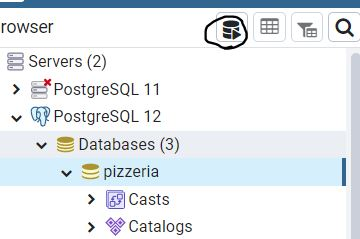 rowser
Servers (2)
PostgreSQL 11
PostgreSQL 12
Databases (3)
pizzeria
Casts
Catalogs